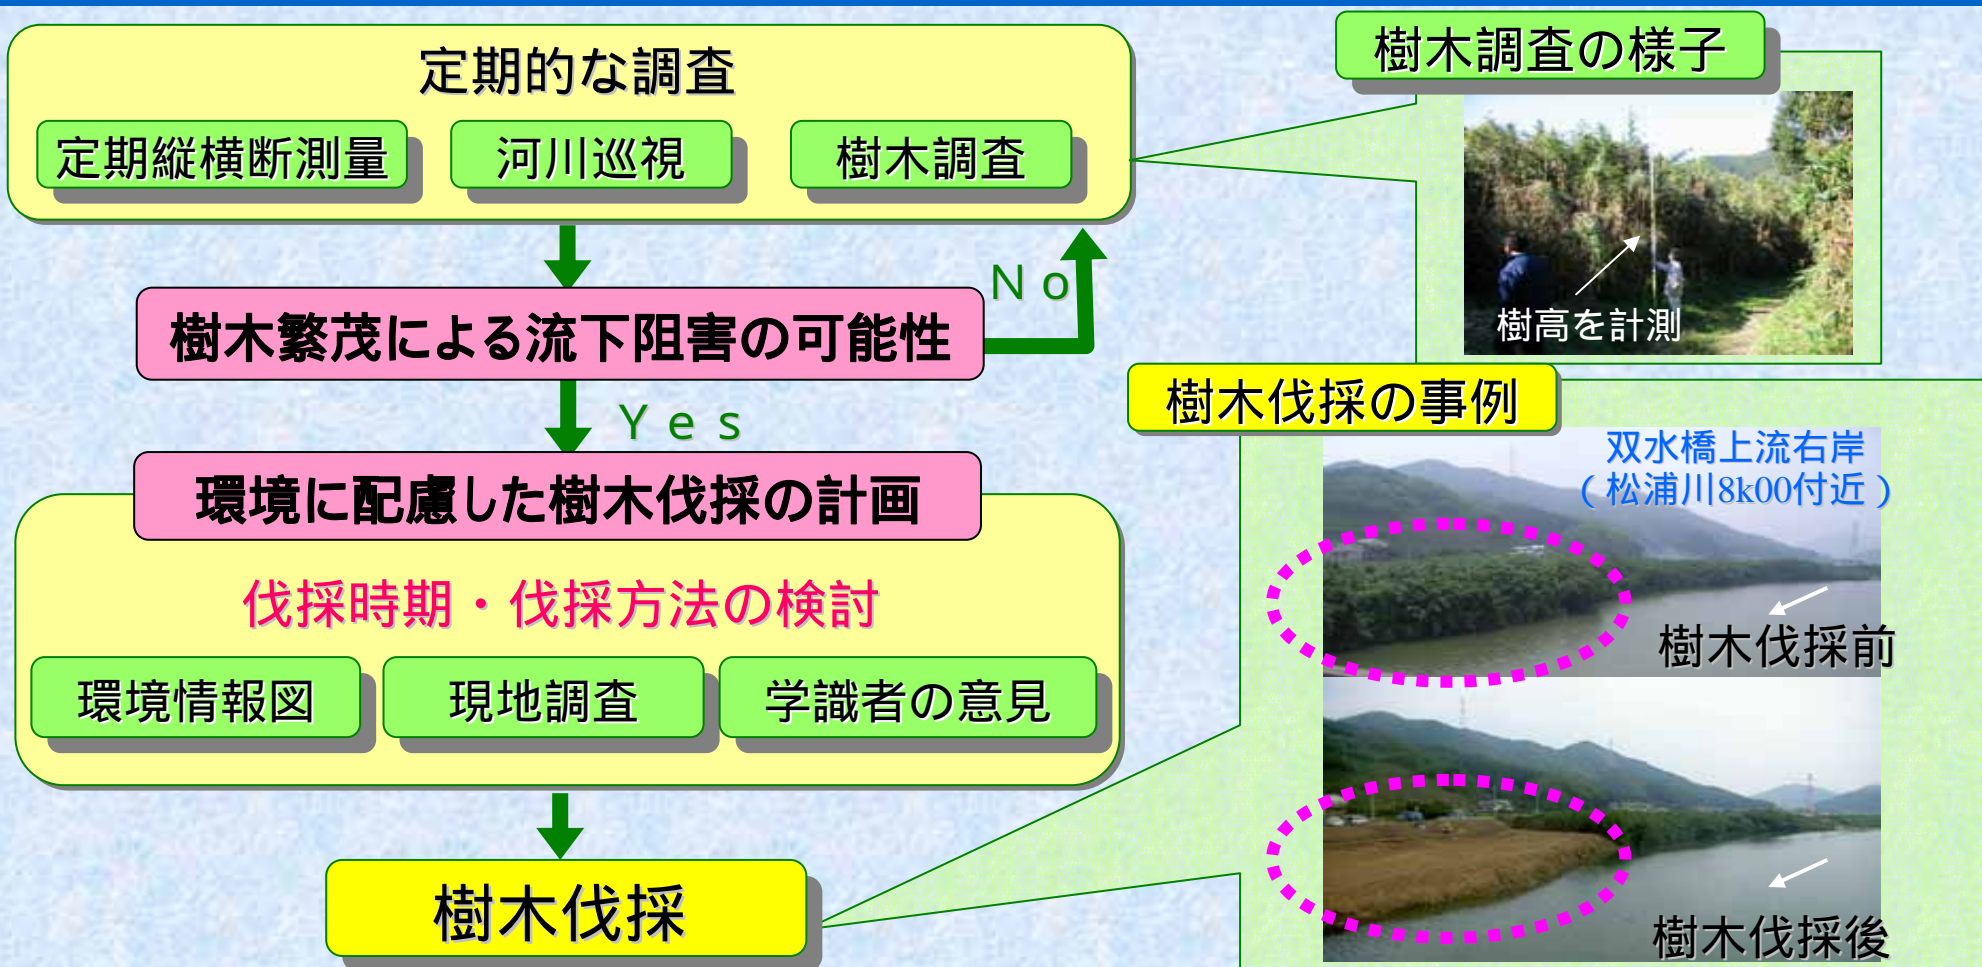 定期的な調査
定期縦横断測量
河川巡視
樹木調査
No
樹木繁茂による流下阻害の可能性
Yes
環境に配慮した樹木伐採の計画
伐採時期・伐採方法の検討
環境情報図
現地調査
学識者の意見
樹木伐採
樹木調査の様子
樹高を計測
樹木伐採の事例
双水橋上流右岸
(松浦川8k00付近)
樹木伐採前
樹木伐採後